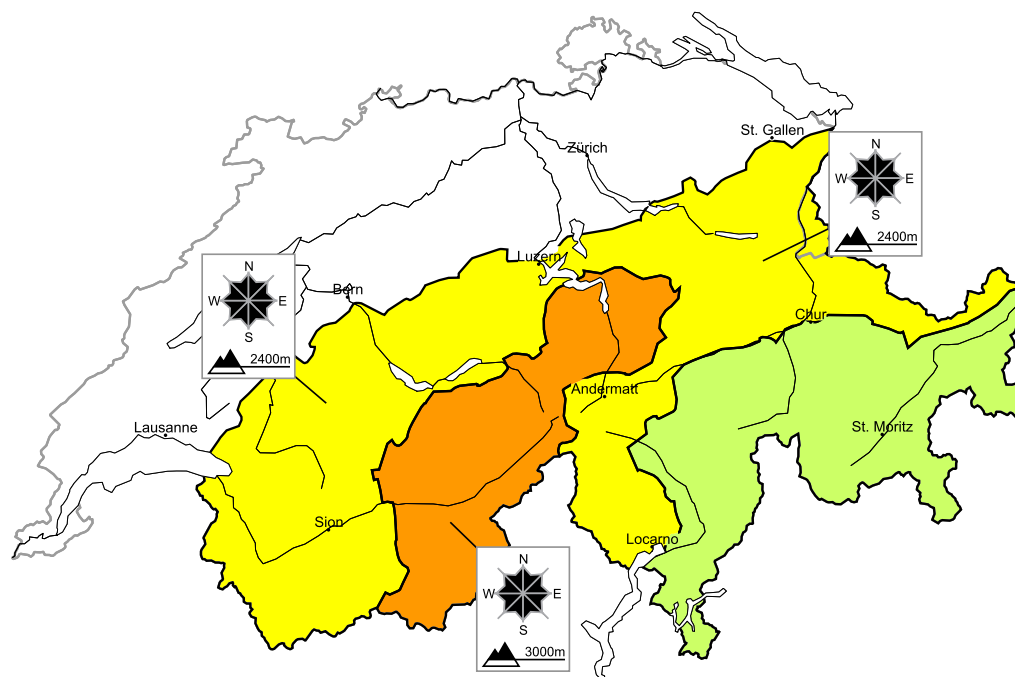 St. Gallen
Zürich
N
W E
S
2400m
Luzern
N
W E
S
2400m
Bern
Chur
Andermatt
Lausanne
St. Moritz
Sion
Locarno
N
W E
S
3000m